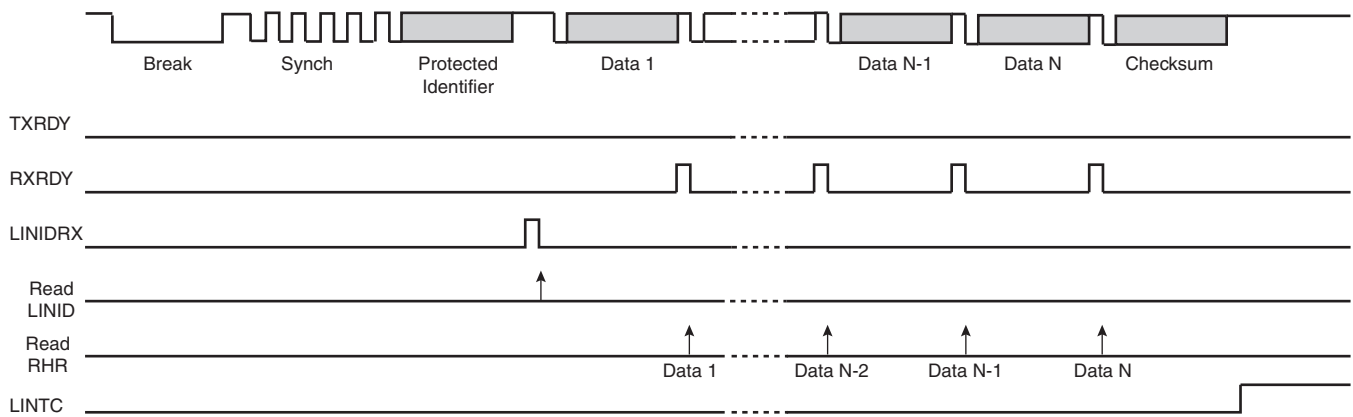 Break Synch Protected Data 1 Data N-1 Data N Checksum
Identifier
TXRDY
RXRDY
LINIDRX
Read
LINID
Read
RHR
Data 1 Data N-2 Data N-1 Data N
LINTC